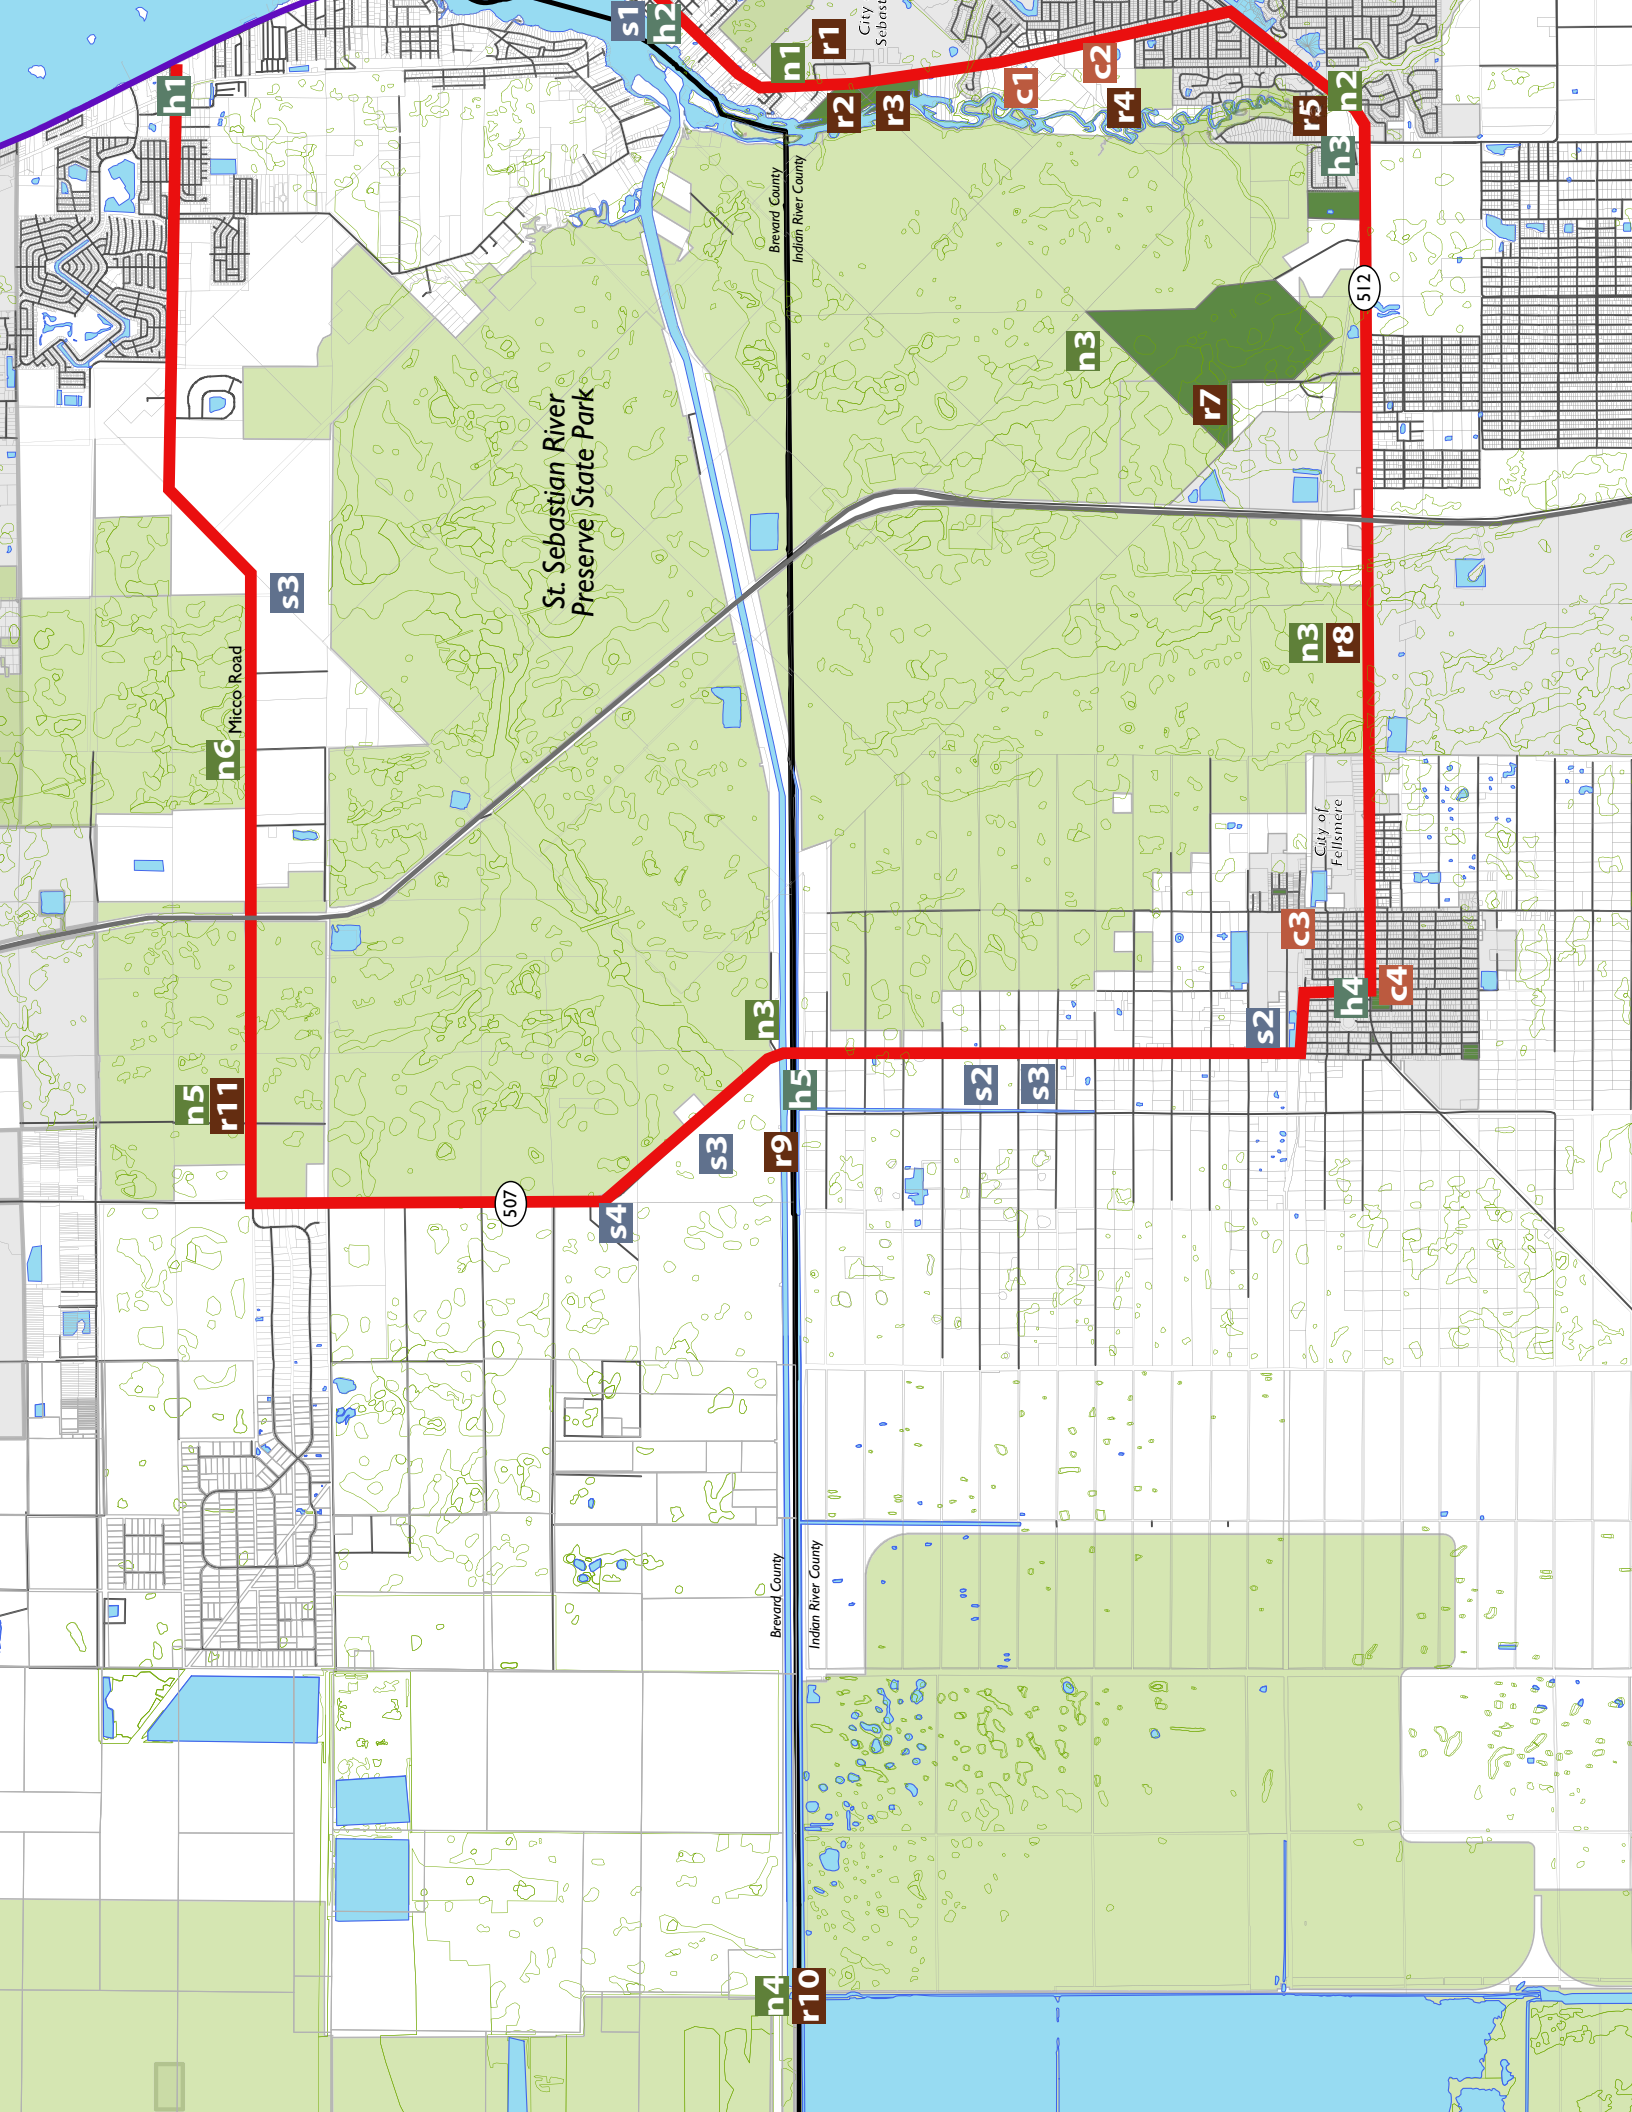 s1
h2
City
Sebast
r1
n1
c2
c1
h1
r2
r3
r4
r5
n2
h3
Brevard County
Indian River County
512
n3
r7
St. Sebastian River
Preserve State Park
s3
n3
r8
Micco Road
n6
City of
Fellsmere
c3
c4
h4
n3
s2
n5
r11
h5
s2
s3
s3
r9
507
s4
Brevard County
Indian River County
n4
r10